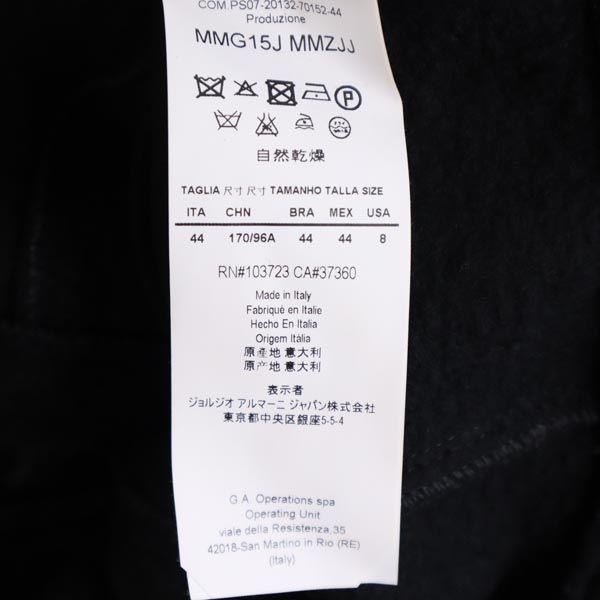 COM.PS07-20132-70152-44
Produzione
MMG15J MMZJJ
P
自然乾燥
TAGLIA 尺寸 尺寸 TAMANHO TALLA SIZE
ITA CHN BRA MEX USA
44 170/96A 44 44 8
RN#103723 CA#37360
Made in Italy
Fabriqué en Italie
Hecho En Italia
Origem Itália
原產地 意大利
原产地 意大利
表示者
ジョルジオ アルマーニ ジャパン株式会社
東京都中央区銀座5-5-4
G.A. Operations spa
Operating Unit
viale della Resistenza,35
42018-San Martino in Rio (RE)
(Italy)